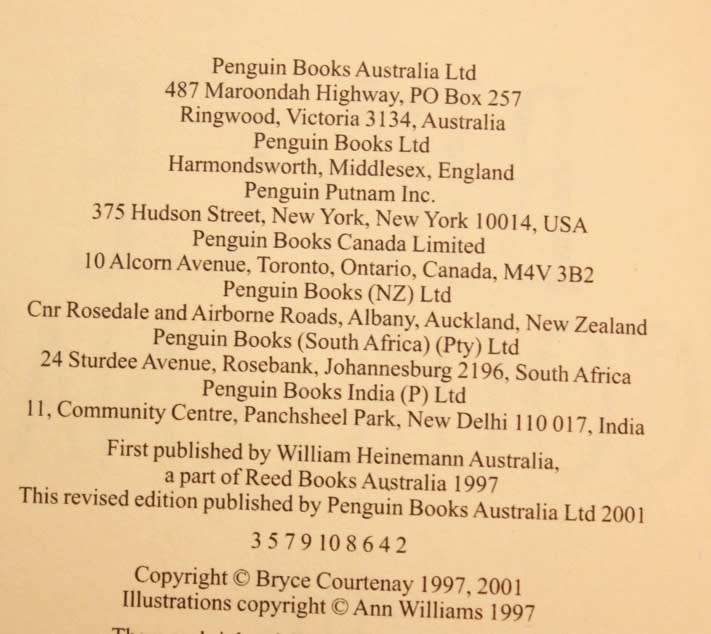 Penguin Books Australia Ltd
487 Maroondah Highway, PO Box 257
Ringwood, Victoria 3134, Australia
Penguin Books Ltd
Harmondsworth, Middlesex, England
Penguin Putnam Inc.
375 Hudson Street, New York, New York 10014, USA
Penguin Books Canada Limited
10 Alcorn Avenue, Toronto, Ontario, Canada, M4V 3B2
Penguin Books (NZ) Ltd
Cnr Rosedale and Airborne Roads, Albany, Auckland, New Zealand
Penguin Books (South Africa) (Pty) Ltd
24 Sturdee Avenue, Rosebank, Johannesburg 2196, South Africa
Penguin Books India (P) Ltd
11, Community Centre, Panchsheel Park, New Delhi 110 017, India
First published by William Heinemann Australia,
a part of Reed Books Australia 1997
This revised edition published by Penguin Books Australia Ltd 2001
3 5 7 9 10 8 6 4 2
Copyright © Bryce Courtenay 1997, 2001
Illustrations copyright © Ann Williams 1997